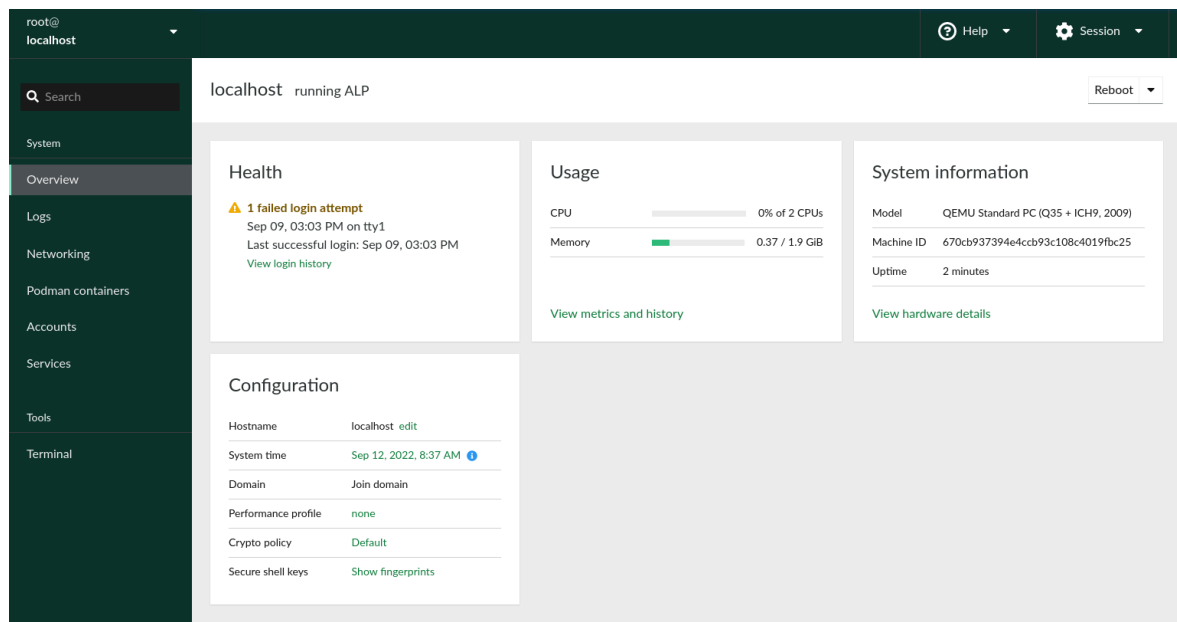 root@
localhost
Help
Session
Search
System
Overview
Logs
Networking
Podman containers
Accounts
Services
Tools
Terminal
localhost running ALP
Reboot
Health
1 failed login attempt
Sep 09, 03:03 PM on tty1
Last successful login: Sep 09, 03:03 PM
View login history
Usage
CPU 0% of 2 CPUs
Memory 0.37 / 1.9 GiB
View metrics and history
System information
Model QEMU Standard PC (Q35 + ICH9, 2009)
Machine ID 670cb937394e4ccb93c108c4019fbc25
Uptime 2 minutes
View hardware details
Configuration
Hostname localhost edit
System time Sep 12, 2022, 8:37 AM
Domain Join domain
Performance profile none
Crypto policy Default
Secure shell keys Show fingerprints